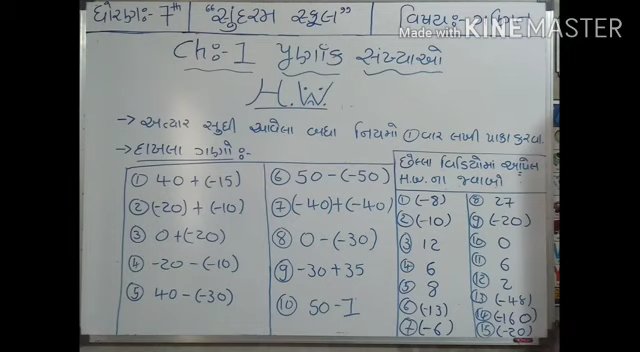 ધોરણ:- 7th "સુંદરમ સ્કૂલ" વિષય:- ગણિત
Made with KINEMASTER
Ch:-1 પૂર્ણાંક સંખ્યાઓ
H.W.
→ અત્યાર સુધી આવેલા બધા નિયમો ① વાર લખી પાકા કરવા.
→ દાખલા ગણો:-
① 40 + (-15)
② (-20) + (-10)
③ 0 + (-20)
④ -20 - (-10)
⑤ 40 - (-30)
⑥ 50 - (-50)
⑦ (-40) + (-40)
⑧ 0 - (-30)
⑨ -30 + 35
⑩ 50 - 1
છેલ્લા વિડિયોમાં આપેલ
H.W. ના જવાબો
① (-8)
② (-10)
③ 12
④ 6
⑤ 8
⑥ (-13)
⑦ (-6)
⑧ 27
⑨ (-20)
⑩ 0
⑪ 6
⑫ 2
⑬ (-48)
⑭ (-160)
⑮ (-20)